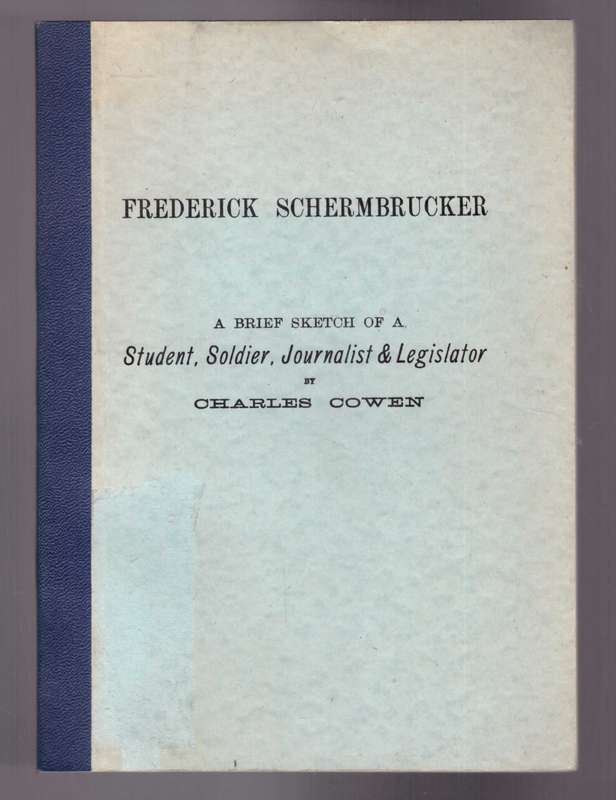 FREDERICK SCHERMBRUCKER
A BRIEF SKETCH OF A
Student, Soldier, Journalist & Legislator
BY
CHARLES COWEN